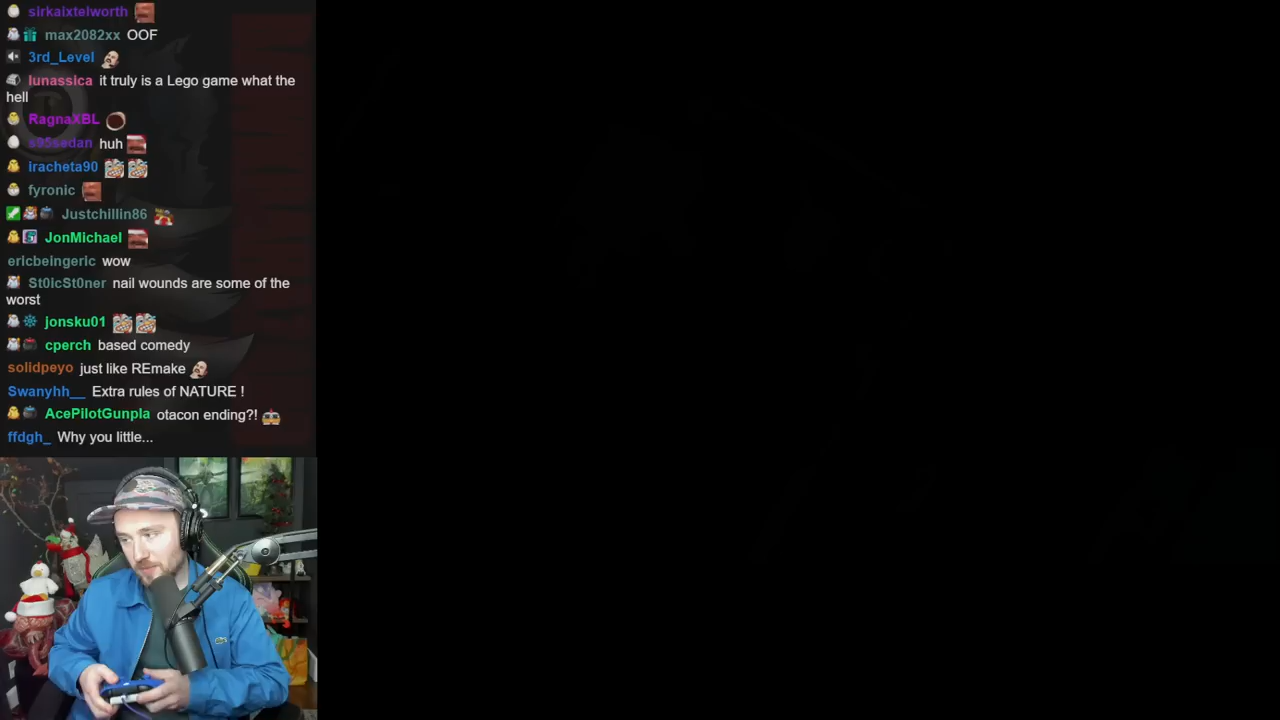 sirkaixtelworth
max2082xx OOF
3rd_Level
lunassica it truly is a Lego game what the
hell
RagnaXBL
s95sedan huh
iracheta90
fyronic
Justchillin86
JonMichael
ericbeingeric wow
St0icSt0ner nail wounds are some of the
worst
jonsku01
cperch based comedy
solidpeyo just like REmake
Swanyhh__ Extra rules of NATURE !
AcePilotGunpla otacon ending?!
ffdgh_ Why you little...